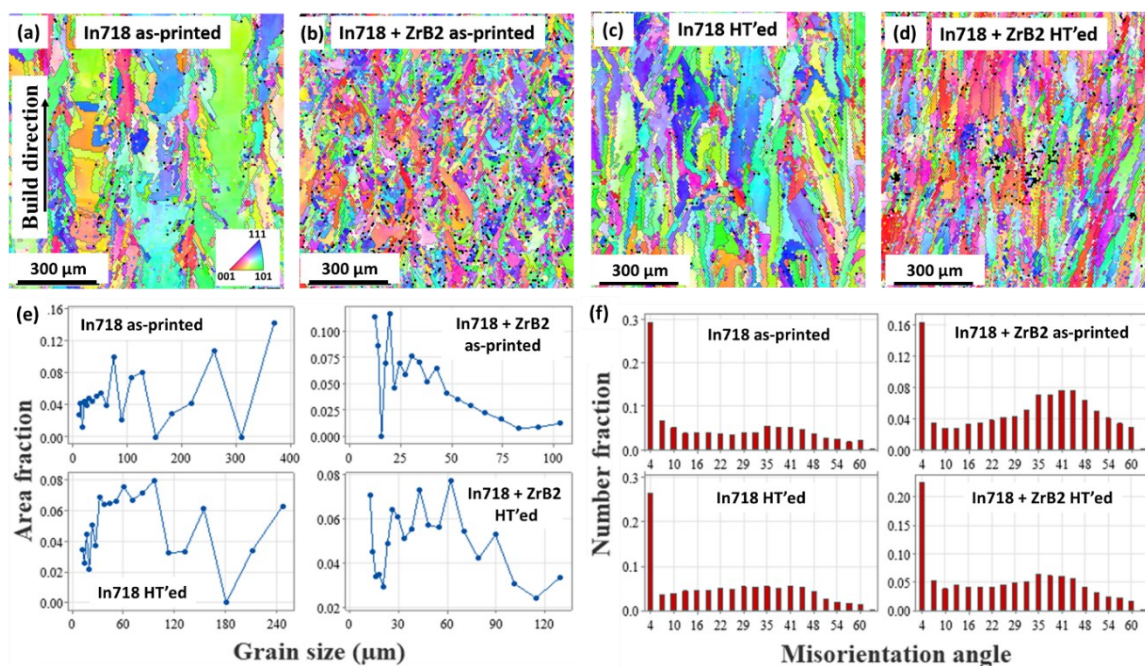 (a) In718 as-printed
Build direction
111
001 101
300 µm
(b) In718 + ZrB2 as-printed
300 µm
(c) In718 HT'ed
300 µm
(d) In718 + ZrB2 HT'ed
300 µm
(e)
Area fraction
In718 as-printed
0.16
0.12
0.08
0.04
0.00
0 100 200 300 400
In718 + ZrB2
as-printed
0.100
0.075
0.050
0.025
0.000
0 25 50 75 100
In718 HT'ed
0.08
0.06
0.04
0.02
0.00
0 60 120 180 240
In718 + ZrB2
HT'ed
0.08
0.06
0.04
0.02
0 30 60 90 120
Grain size (µm)
(f)
Number fraction
In718 as-printed
0.3
0.2
0.1
0.0
4 10 16 22 29 35 41 48 54 60
In718 + ZrB2 as-printed
0.16
0.12
0.08
0.04
0.00
4 10 16 22 29 35 41 48 54 60
In718 HT'ed
0.3
0.2
0.1
0.0
4 10 16 22 29 35 41 48 54 60
In718 + ZrB2 HT'ed
0.20
0.15
0.10
0.05
0.00
4 10 16 22 29 35 41 48 54 60
Misorientation angle